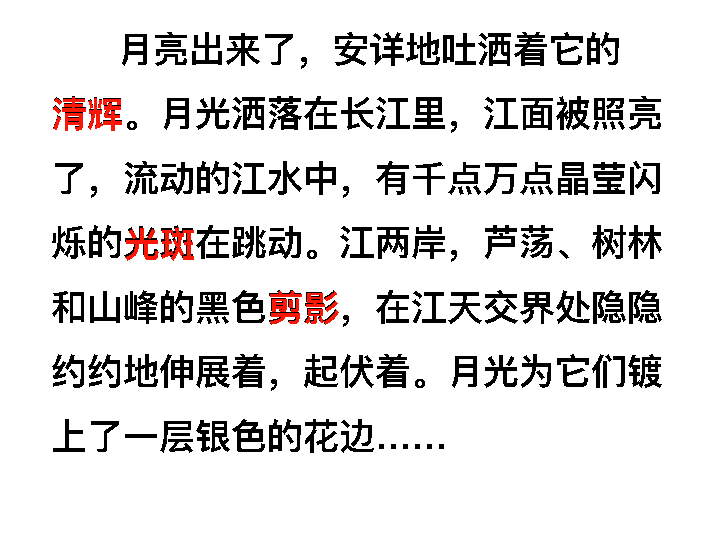 月亮出来了，安详地吐洒着它的
清辉。月光洒落在长江里，江面被照亮
了，流动的江水中，有千点万点晶莹闪
烁的光斑在跳动。江两岸，芦荡、树林
和山峰的黑色剪影，在江天交界处隐隐
约约地伸展着，起伏着。月光为它们镀
上了一层银色的花边……